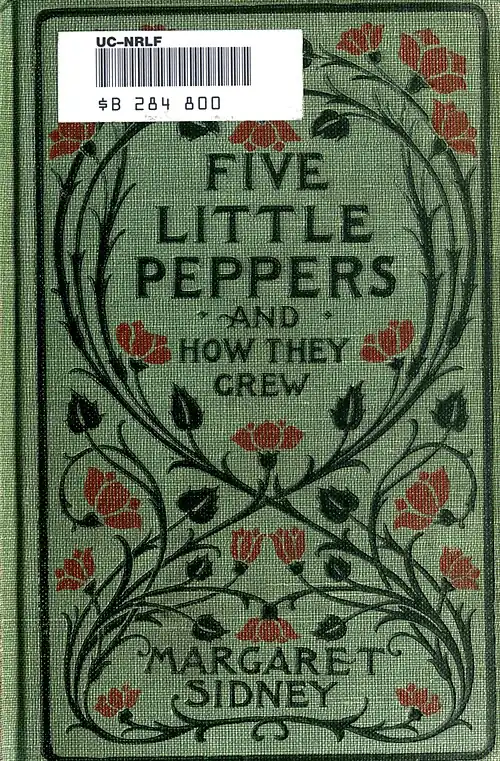 UC-NRLF
$B 284 800
FIVE
LITTLE
PEPPERS
· AND ·
HOW THEY
GREW
MARGARET
SIDNEY